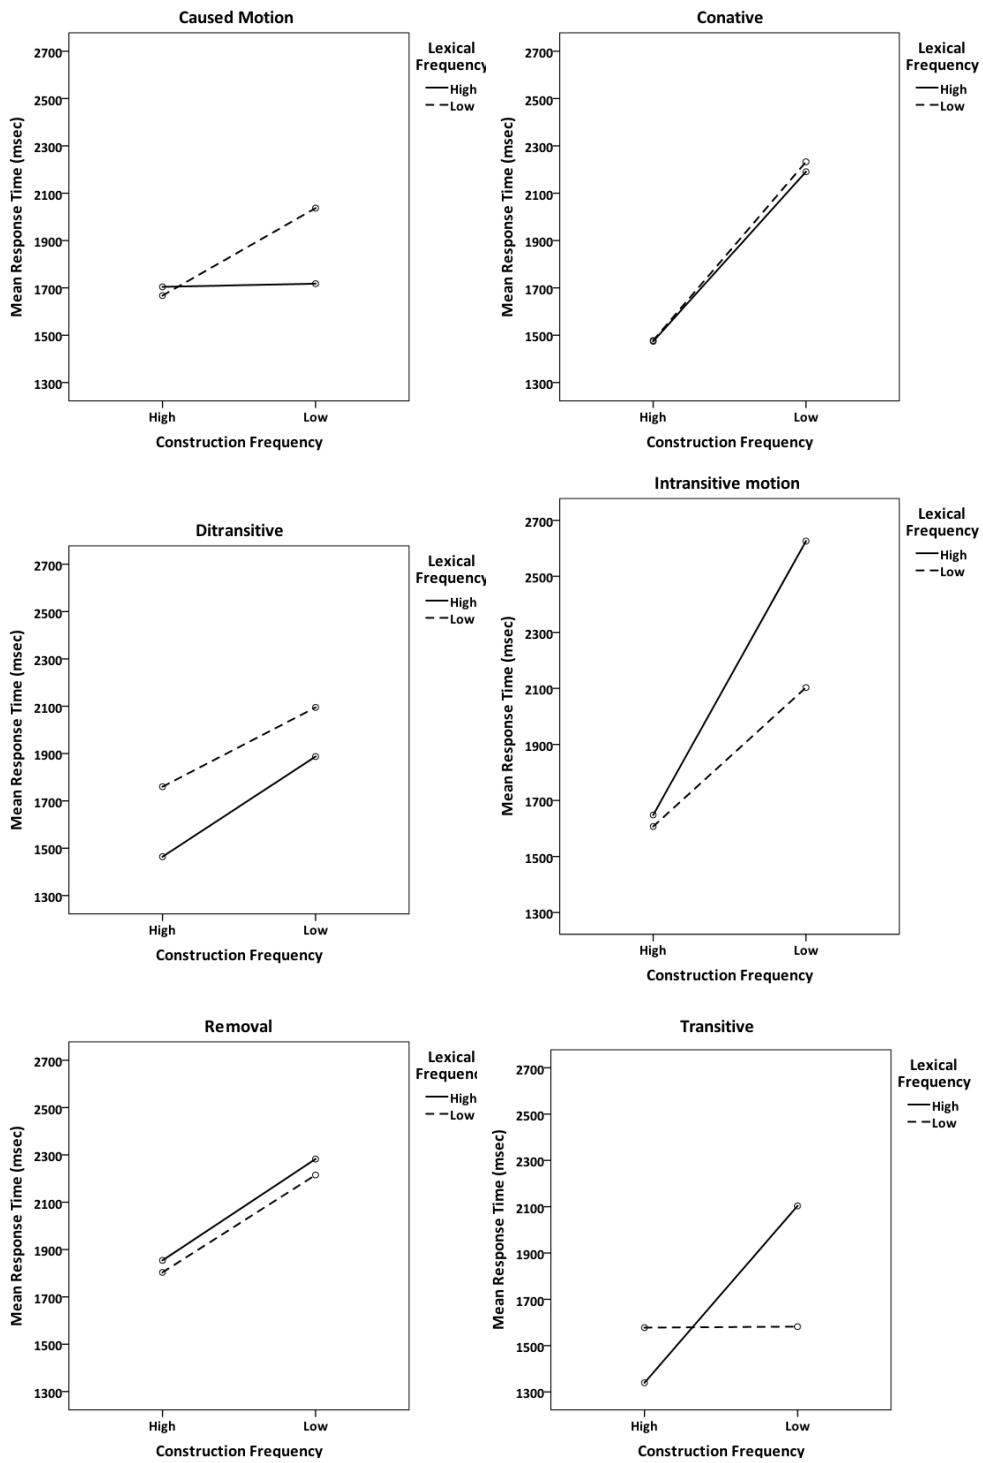 Caused Motion
Mean Response Time (msec)
2700
2500
2300
2100
1900
1700
1500
1300
High
Low
Construction Frequency
Lexical
Frequency
High
Low
Conative
Mean Response Time (msec)
2700
2500
2300
2100
1900
1700
1500
1300
High
Low
Construction Frequency
Lexical
Frequency
High
Low
Ditransitive
Mean Response Time (msec)
2700
2500
2300
2100
1900
1700
1500
1300
High
Low
Construction Frequency
Lexical
Frequency
High
Low
Intransitive motion
Mean Response Time (msec)
2700
2500
2300
2100
1900
1700
1500
1300
High
Low
Construction Frequency
Lexical
Frequency
High
Low
Removal
Mean Response Time (msec)
2700
2500
2300
2100
1900
1700
1500
1300
High
Low
Construction Frequency
Lexical
Frequenc
High
Low
Transitive
Mean Response Time (msec)
2700
2500
2300
2100
1900
1700
1500
1300
High
Low
Construction Frequency
Lexical
Frequency
High
Low